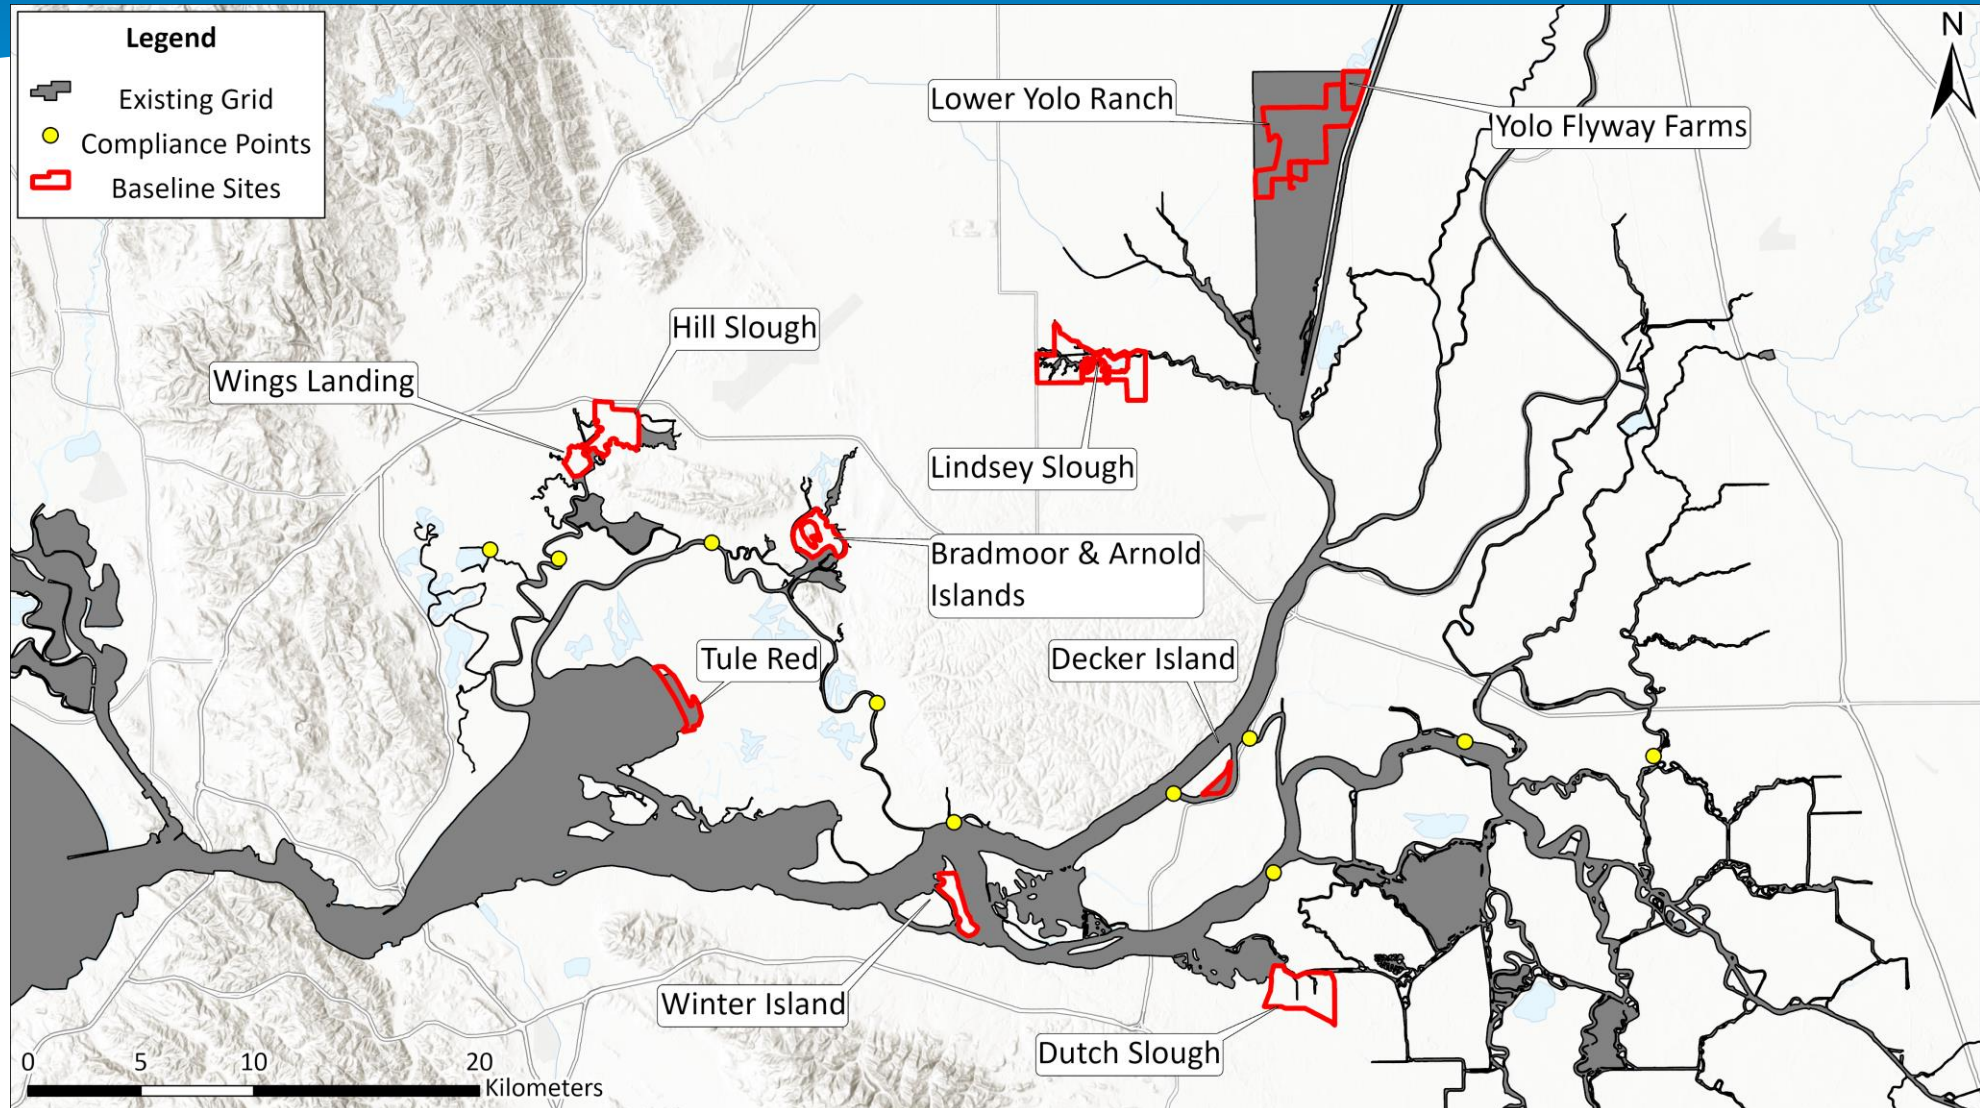 Legend
Existing Grid
Compliance Points
Baseline Sites
N
Lower Yolo Ranch
Yolo Flyway Farms
Hill Slough
Wings Landing
Lindsey Slough
Bradmoor & Arnold
Islands
Tule Red
Decker Island
Winter Island
Dutch Slough
0 5 10 20
Kilometers